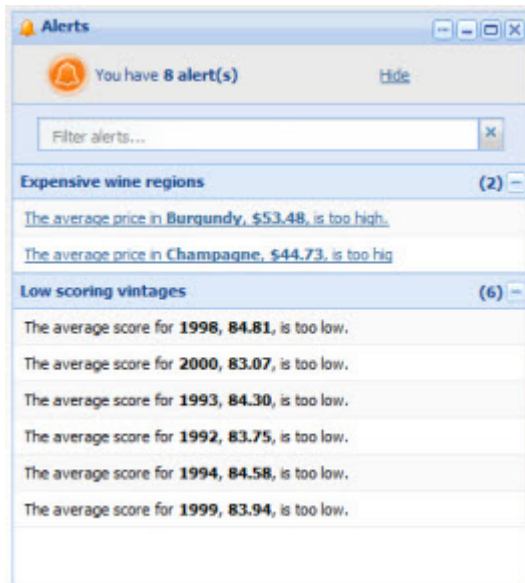 Alerts
You have 8 alert(s) Hide
Filter alerts...
Expensive wine regions (2)
The average price in Burgundy, $53.48, is too high.
The average price in Champagne, $44.73, is too hig
Low scoring vintages (6)
The average score for 1998, 84.81, is too low.
The average score for 2000, 83.07, is too low.
The average score for 1993, 84.30, is too low.
The average score for 1992, 83.75, is too low.
The average score for 1994, 84.58, is too low.
The average score for 1999, 83.94, is too low.